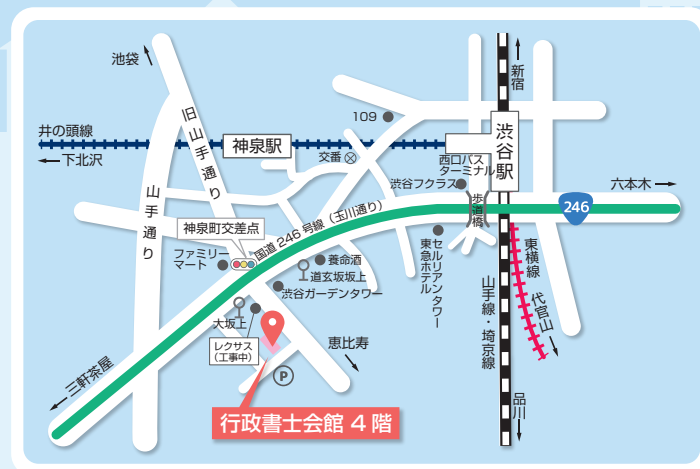 池袋
新宿
旧山手通り
109
井の頭線
神泉駅
渋谷駅
下北沢
交番
西口バス
ターミナル
渋谷フクラス
六本木
山手通り
歩道橋
246
神泉町交差点
国道246号線（玉川通り）
ファミリー
マート
養命酒
道玄坂坂上
渋谷ガーデンタワー
セルリアンタワー
東急ホテル
東横線
代官山
山手線・埼京線
大坂上
レクサス
（工事中）
恵比寿
P
三軒茶屋
品川
行政書士会館 4階